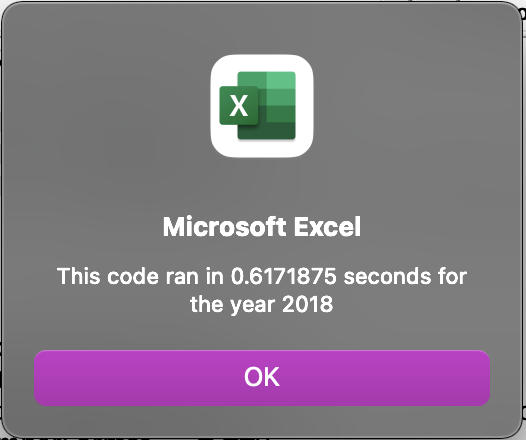 X
Microsoft Excel
This code ran in 0.6171875 seconds for
the year 2018
OK